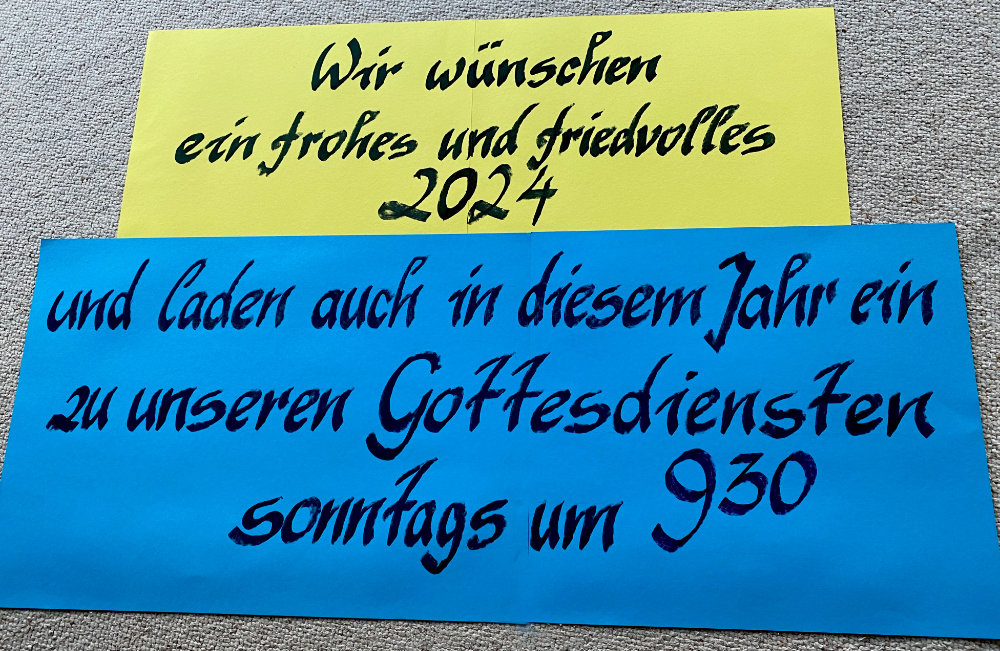 Wir wünschen
ein frohes und friedvolles
2024
und laden auch in diesem Jahr ein
zu unseren Gottesdiensten
sonntags um 9³⁰